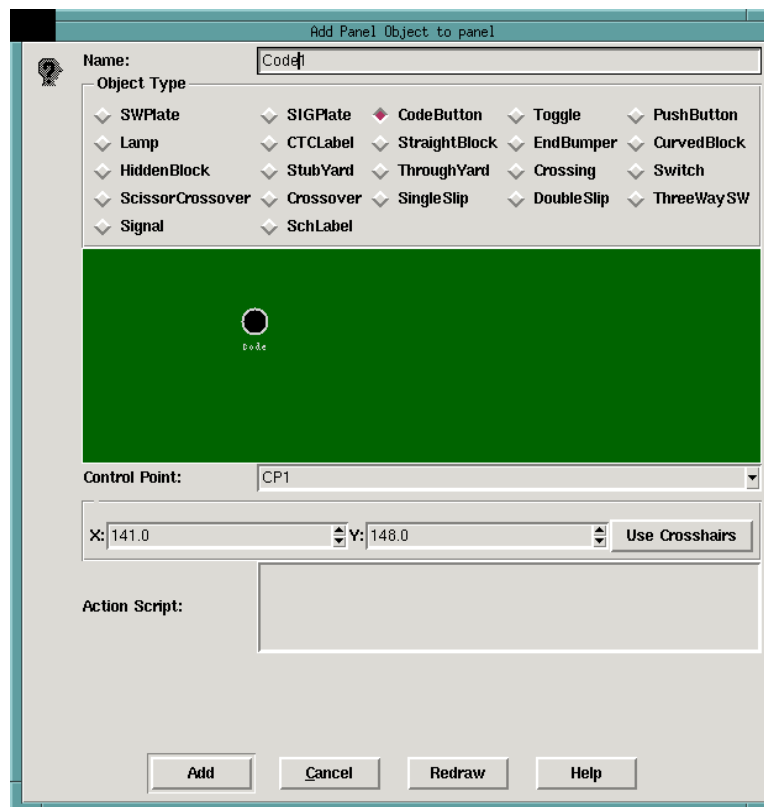 Add Panel Object to panel
Name: Code1
Object Type
SWPlate SIGPlate CodeButton Toggle PushButton
Lamp CTCLabel StraightBlock EndBumper CurvedBlock
HiddenBlock StubYard ThroughYard Crossing Switch
ScissorCrossover Crossover SingleSlip DoubleSlip ThreeWaySW
Signal SchLabel
Code
Control Point: CP1
X: 141.0 Y: 148.0 Use Crosshairs
Action Script:
Add Cancel Redraw Help